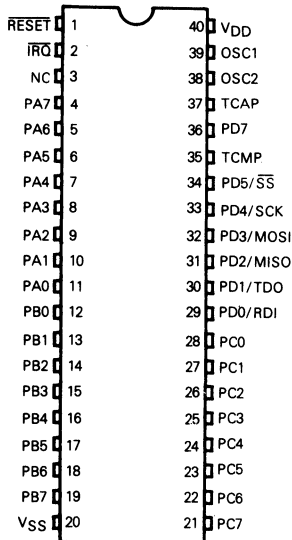 RESET 1 40 VDD
IRQ 2 39 OSC1
NC 3 38 OSC2
PA7 4 37 TCAP
PA6 5 36 PD7
PA5 6 35 TCMP
PA4 7 34 PD5/SS
PA3 8 33 PD4/SCK
PA2 9 32 PD3/MOSI
PA1 10 31 PD2/MISO
PA0 11 30 PD1/TDO
PB0 12 29 PD0/RDI
PB1 13 28 PC0
PB2 14 27 PC1
PB3 15 26 PC2
PB4 16 25 PC3
PB5 17 24 PC4
PB6 18 23 PC5
PB7 19 22 PC6
VSS 20 21 PC7